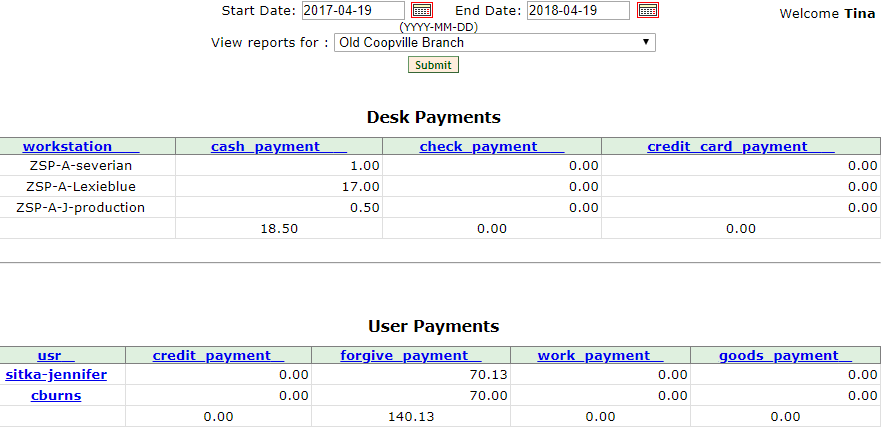 Start Date: 2017-04-19 End Date: 2018-04-19 Welcome Tina
(YYYY-MM-DD)
View reports for : Old Coopville Branch
Submit
Desk Payments
workstation cash_payment check_payment credit_card_payment
ZSP-A-severian 1.00 0.00 0.00
ZSP-A-Lexieblue 17.00 0.00 0.00
ZSP-A-J-production 0.50 0.00 0.00
18.50 0.00 0.00
User Payments
usr credit_payment forgive_payment work_payment goods_payment
sitka-jennifer 0.00 70.13 0.00 0.00
cburns 0.00 70.00 0.00 0.00
0.00 140.13 0.00 0.00